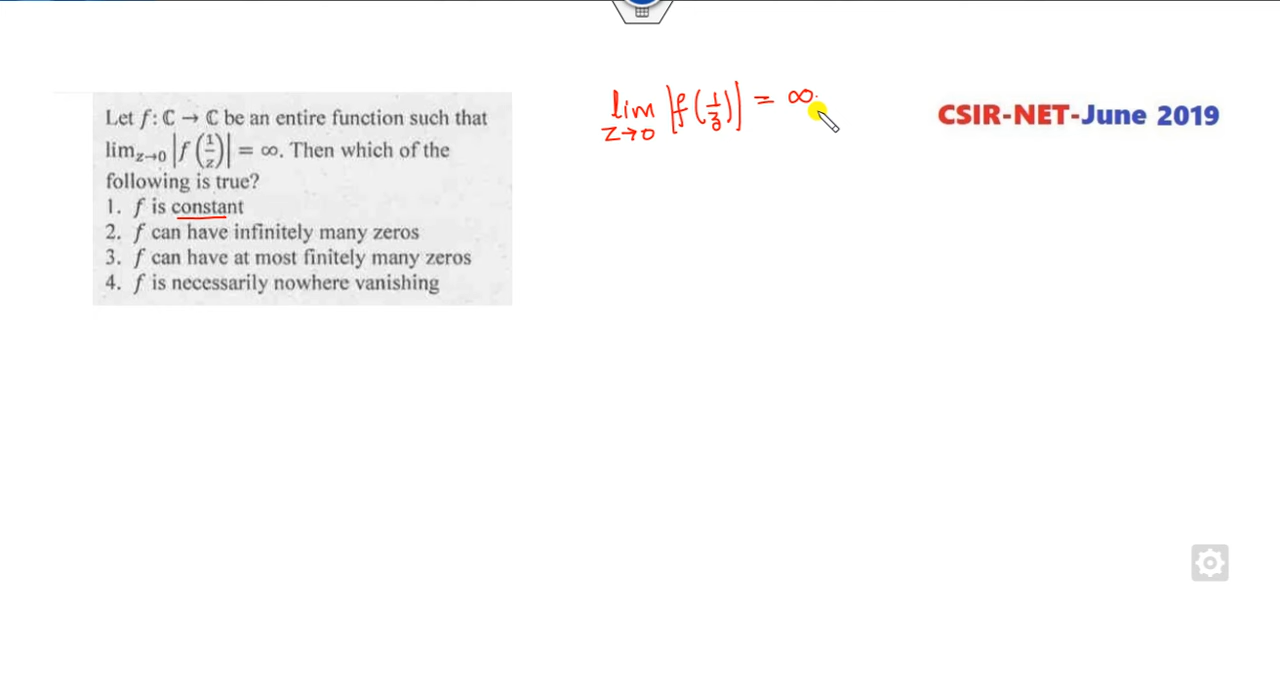 Let f: ℂ → ℂ be an entire function such that
lim_{z→0} |f(1/z)| = ∞. Then which of the
following is true?
1. f is constant
2. f can have infinitely many zeros
3. f can have at most finitely many zeros
4. f is necessarily nowhere vanishing
lim_{z→0} |f(1/z)| = ∞.
CSIR-NET-June 2019